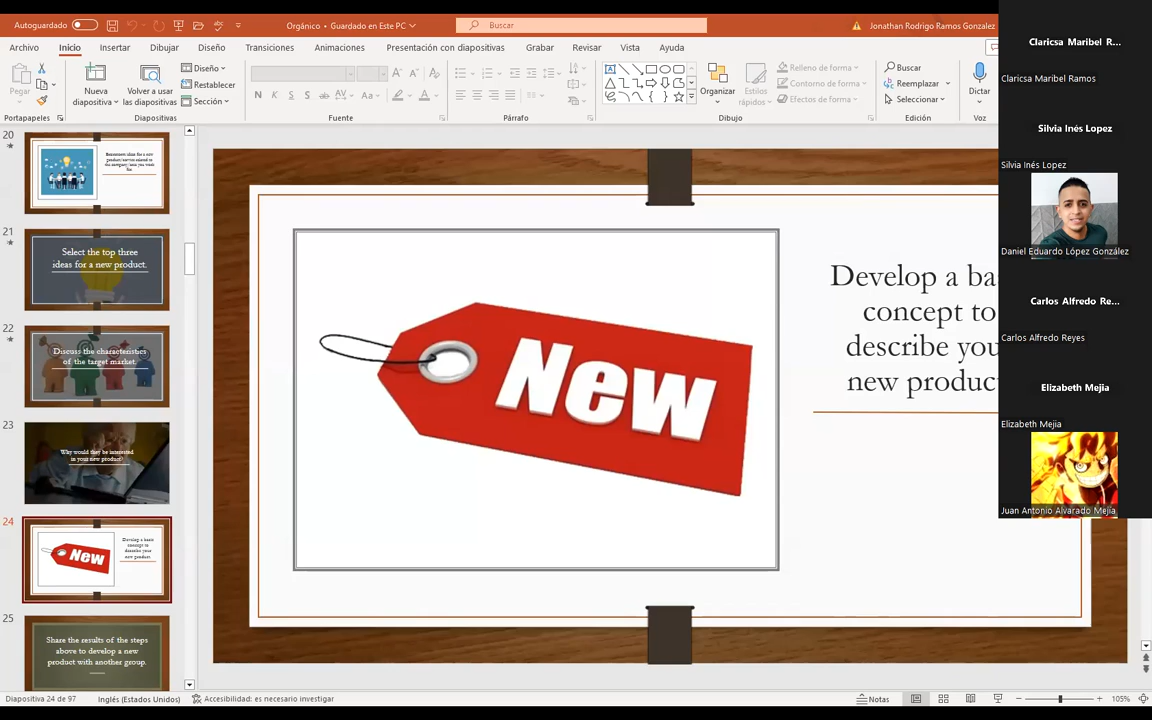 Autoguardado
Orgánico • Guardado en Este PC
Buscar
Jonathan Rodrigo Ramos Gonzalez
Archivo
Inicio
Insertar
Dibujar
Diseño
Transiciones
Animaciones
Presentación con diapositivas
Grabar
Revisar
Vista
Ayuda
Pegar
Nueva
diapositiva
Volver a usar
las diapositivas
Diseño
Restablecer
Sección
N K S S ab AV Aa A
Organizar
Estilos
rápidos
Relleno de forma
Contorno de forma
Efectos de forma
Buscar
Reemplazar
Seleccionar
Dictar
Portapapeles
Diapositivas
Fuente
Párrafo
Dibujo
Edición
Voz
20
21
Select the top three
ideas for a new product.
22
Discuss the characteristics
of the target market.
23
Why would they be interested
in your new product?
24
New
Develop a basic
concept to
describe your
new product.
25
Share the results of the steps
above to develop a new
product with another group.
New
Develop a ba
concept to
describe you
new produc
Claricsa Maribel R...
Claricsa Maribel Ramos
Silvia Inés Lopez
Silvia Inés Lopez
Daniel Eduardo López González
Carlos Alfredo Re...
Carlos Alfredo Reyes
Elizabeth Mejia
Elizabeth Mejia
Juan Antonio Alvarado Mejia
Diapositiva 24 de 97
Inglés (Estados Unidos)
Accesibilidad: es necesario investigar
Notas
105%